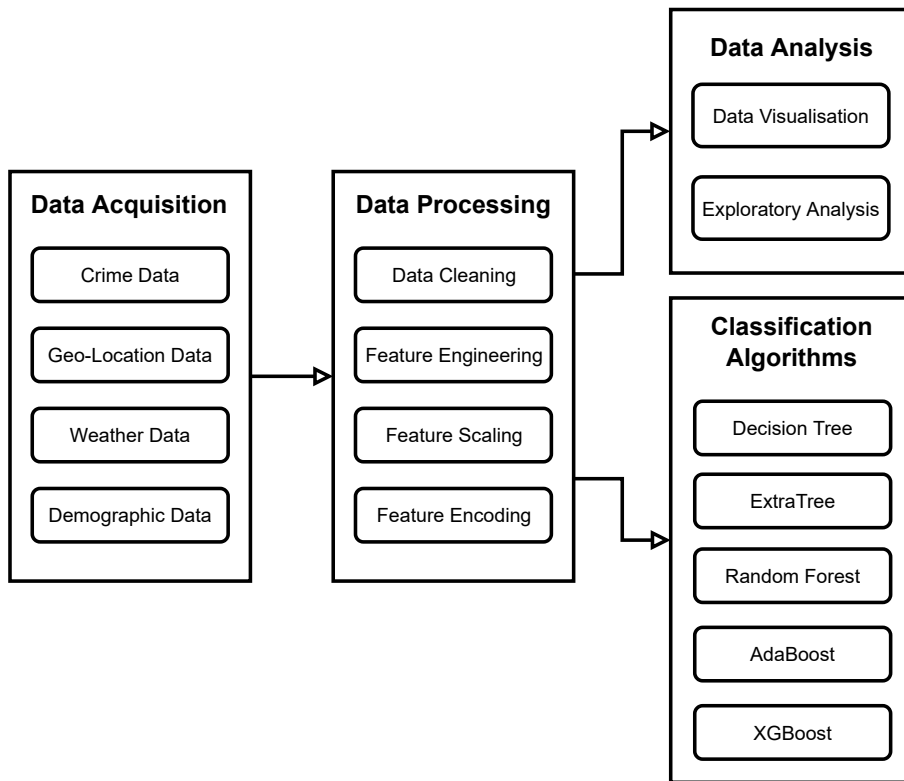 Data Acquisition
Crime Data
Geo-Location Data
Weather Data
Demographic Data
Data Processing
Data Cleaning
Feature Engineering
Feature Scaling
Feature Encoding
Data Analysis
Data Visualisation
Exploratory Analysis
Classification
Algorithms
Decision Tree
ExtraTree
Random Forest
AdaBoost
XGBoost